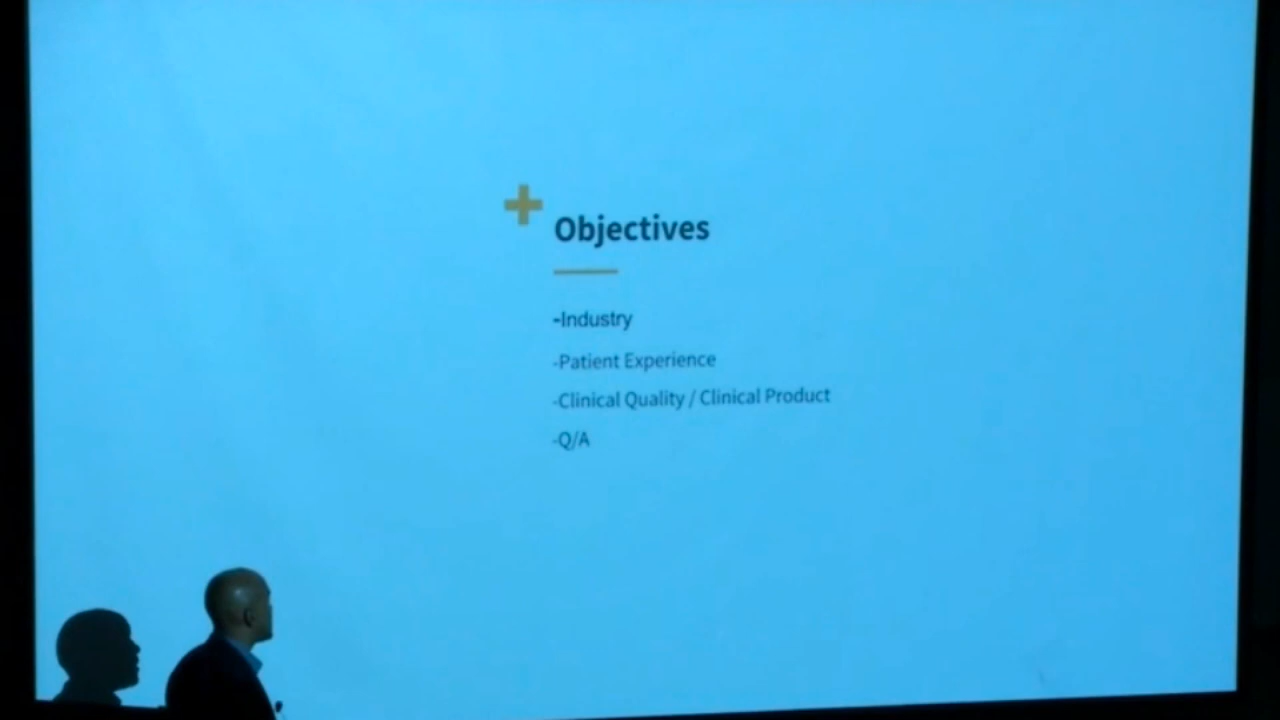 Objectives
-Industry
-Patient Experience
-Clinical Quality / Clinical Product
-Q/A